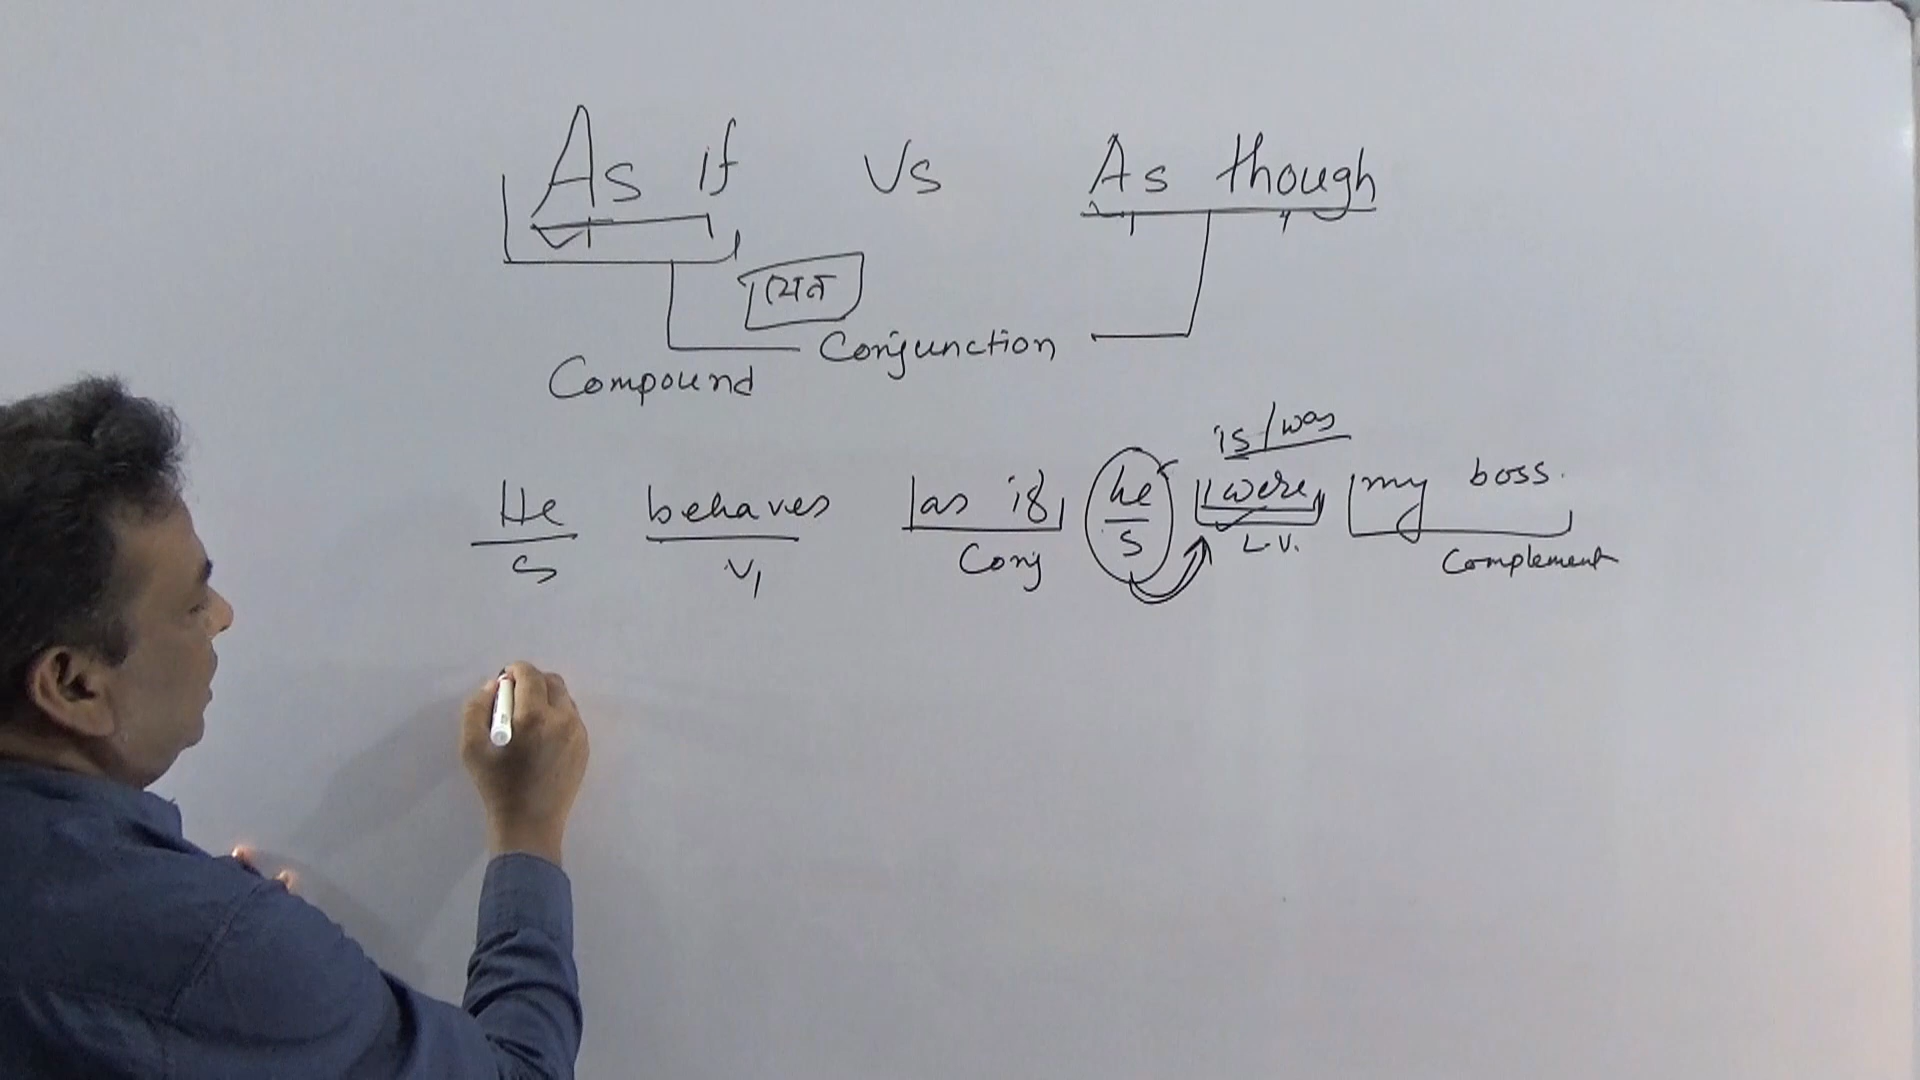 As if vs As though
যেন
Conjunction
Compound
is/was
He behaves as if he were my boss.
S V1 Conj S L.V. Complement